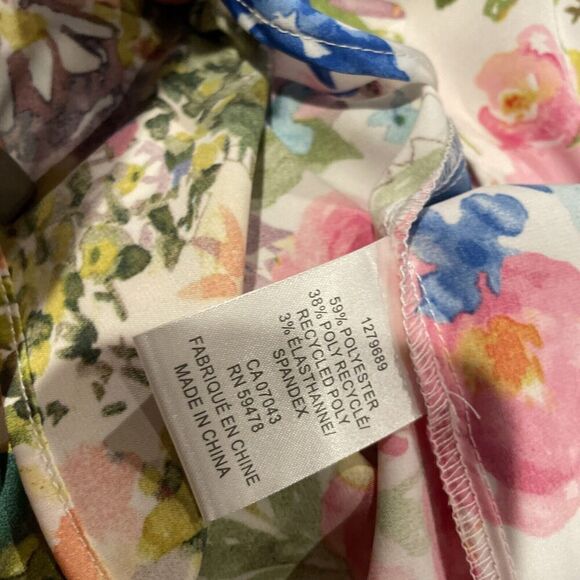 1279689
59% POLYESTER
38% POLY RECYCLÉ/
RECYCLED POLY
3% ÉLASTHANNE/
SPANDEX
CA 07043
RN 59478
FABRIQUÉ EN CHINE
MADE IN CHINA